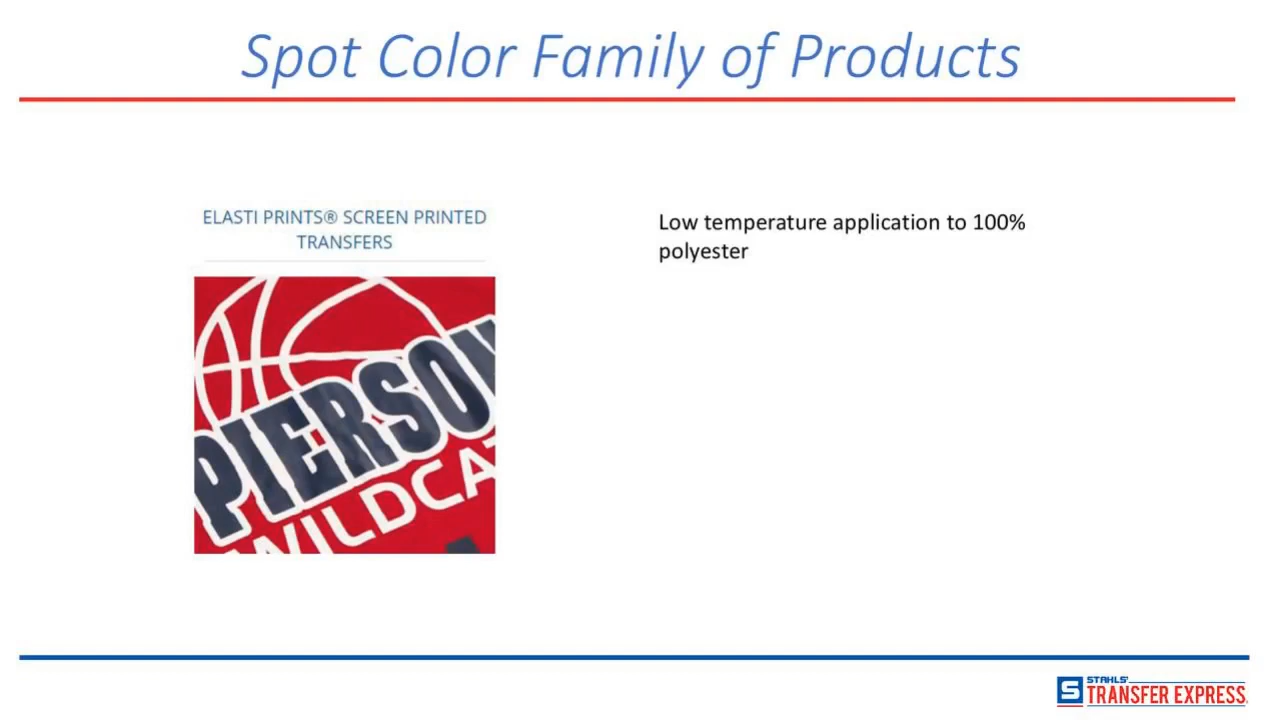 Spot Color Family of Products
ELASTI PRINTS® SCREEN PRINTED
TRANSFERS
Low temperature application to 100%
polyester
PIERSON
WILDCA
STAHLS'
TRANSFER EXPRESS